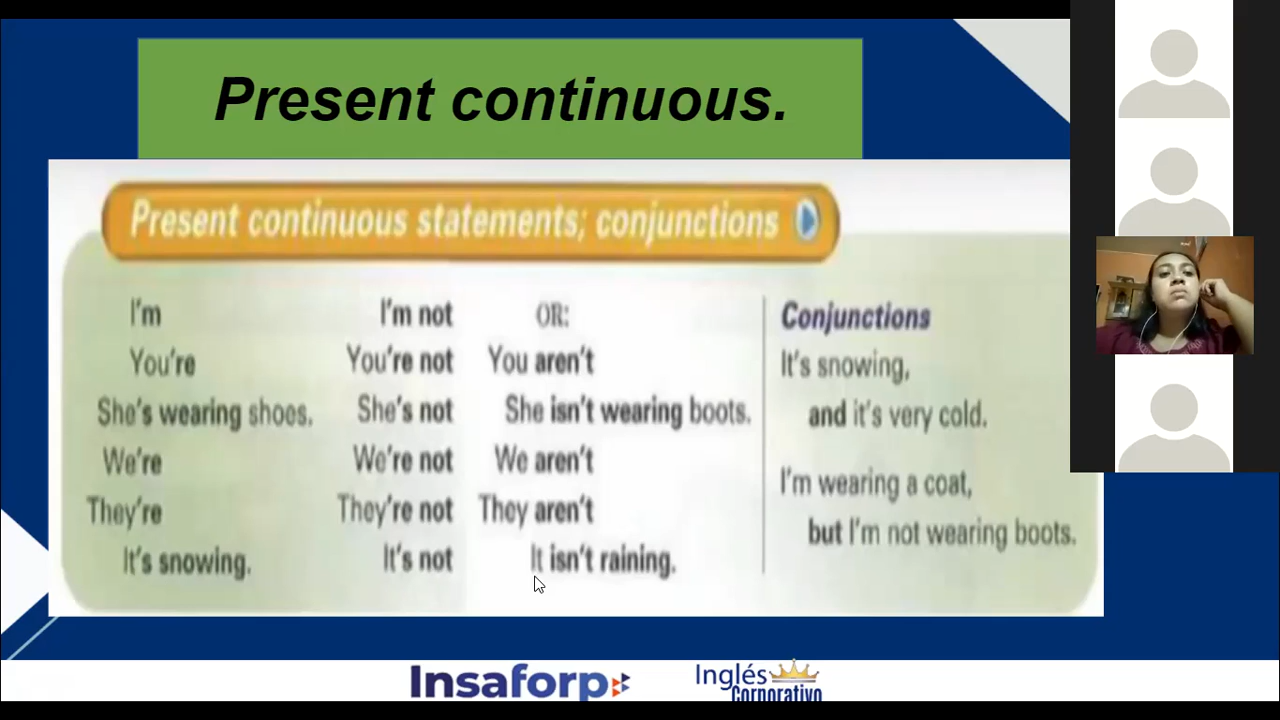 Present continuous.
Present continuous statements; conjunctions
I'm I'm not OR:
You're You're not You aren't
She's wearing shoes. She's not She isn't wearing boots.
We're We're not We aren't
They're They're not They aren't
It's snowing. It's not It isn't raining.
Conjunctions
It's snowing,
and it's very cold.
I'm wearing a coat,
but I'm not wearing boots.
Insaforp
Inglés
Corporativo